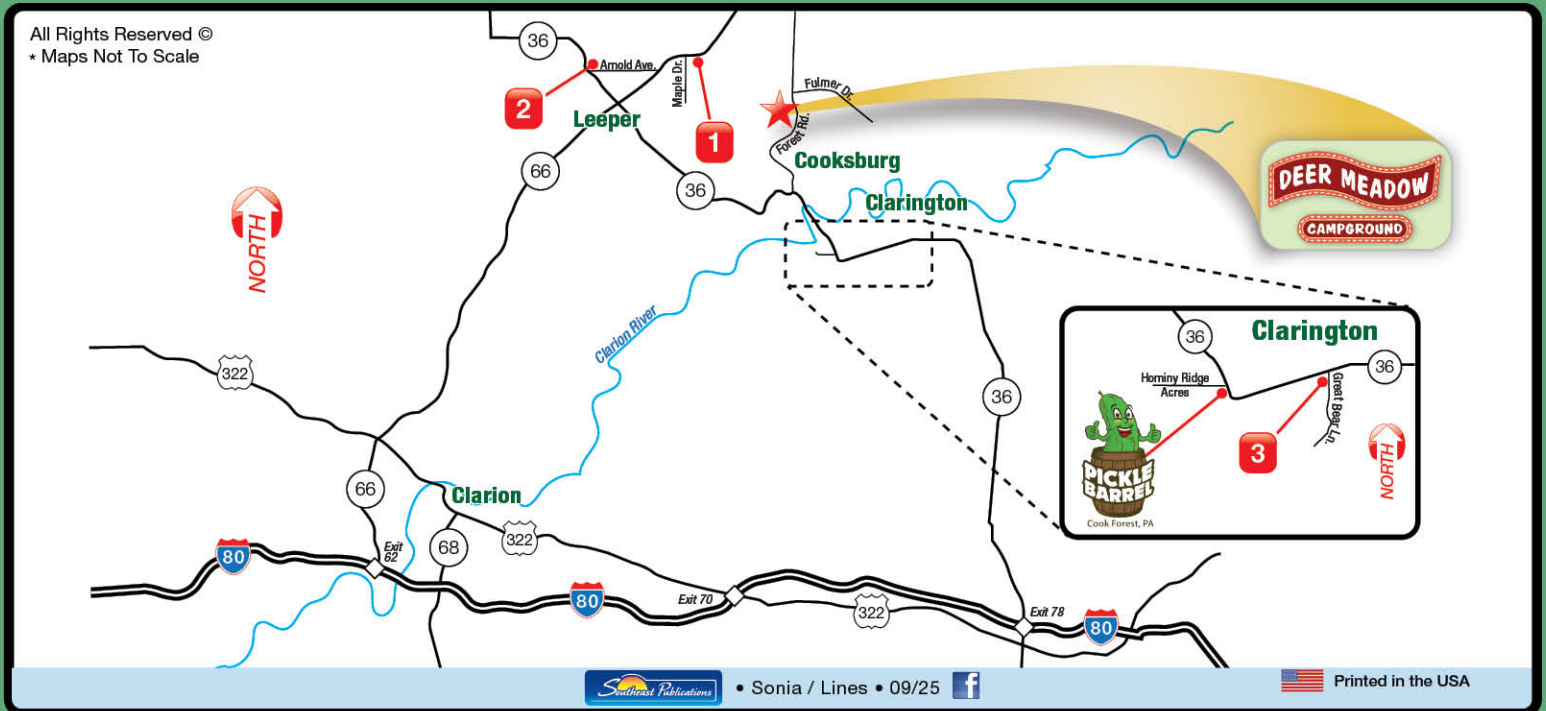 All Rights Reserved ©
* Maps Not To Scale
36
Arnold Ave.
Maple Dr.
2
1
Leeper
Fulmer Dr.
Forest Rd.
Cooksburg
66
36
Clarington
DEER MEADOW
CAMPGROUND
NORTH
Clarion River
322
36
36
Clarington
36
Hominy Ridge
Acres
Great Bear Ln.
3
NORTH
PICKLE
BARREL
Cook Forest, PA
66
Clarion
322
68
80
Exit
62
80
Exit 70
322
Exit 78
80
Southeast Publications • Sonia / Lines • 09/25 f
Printed in the USA